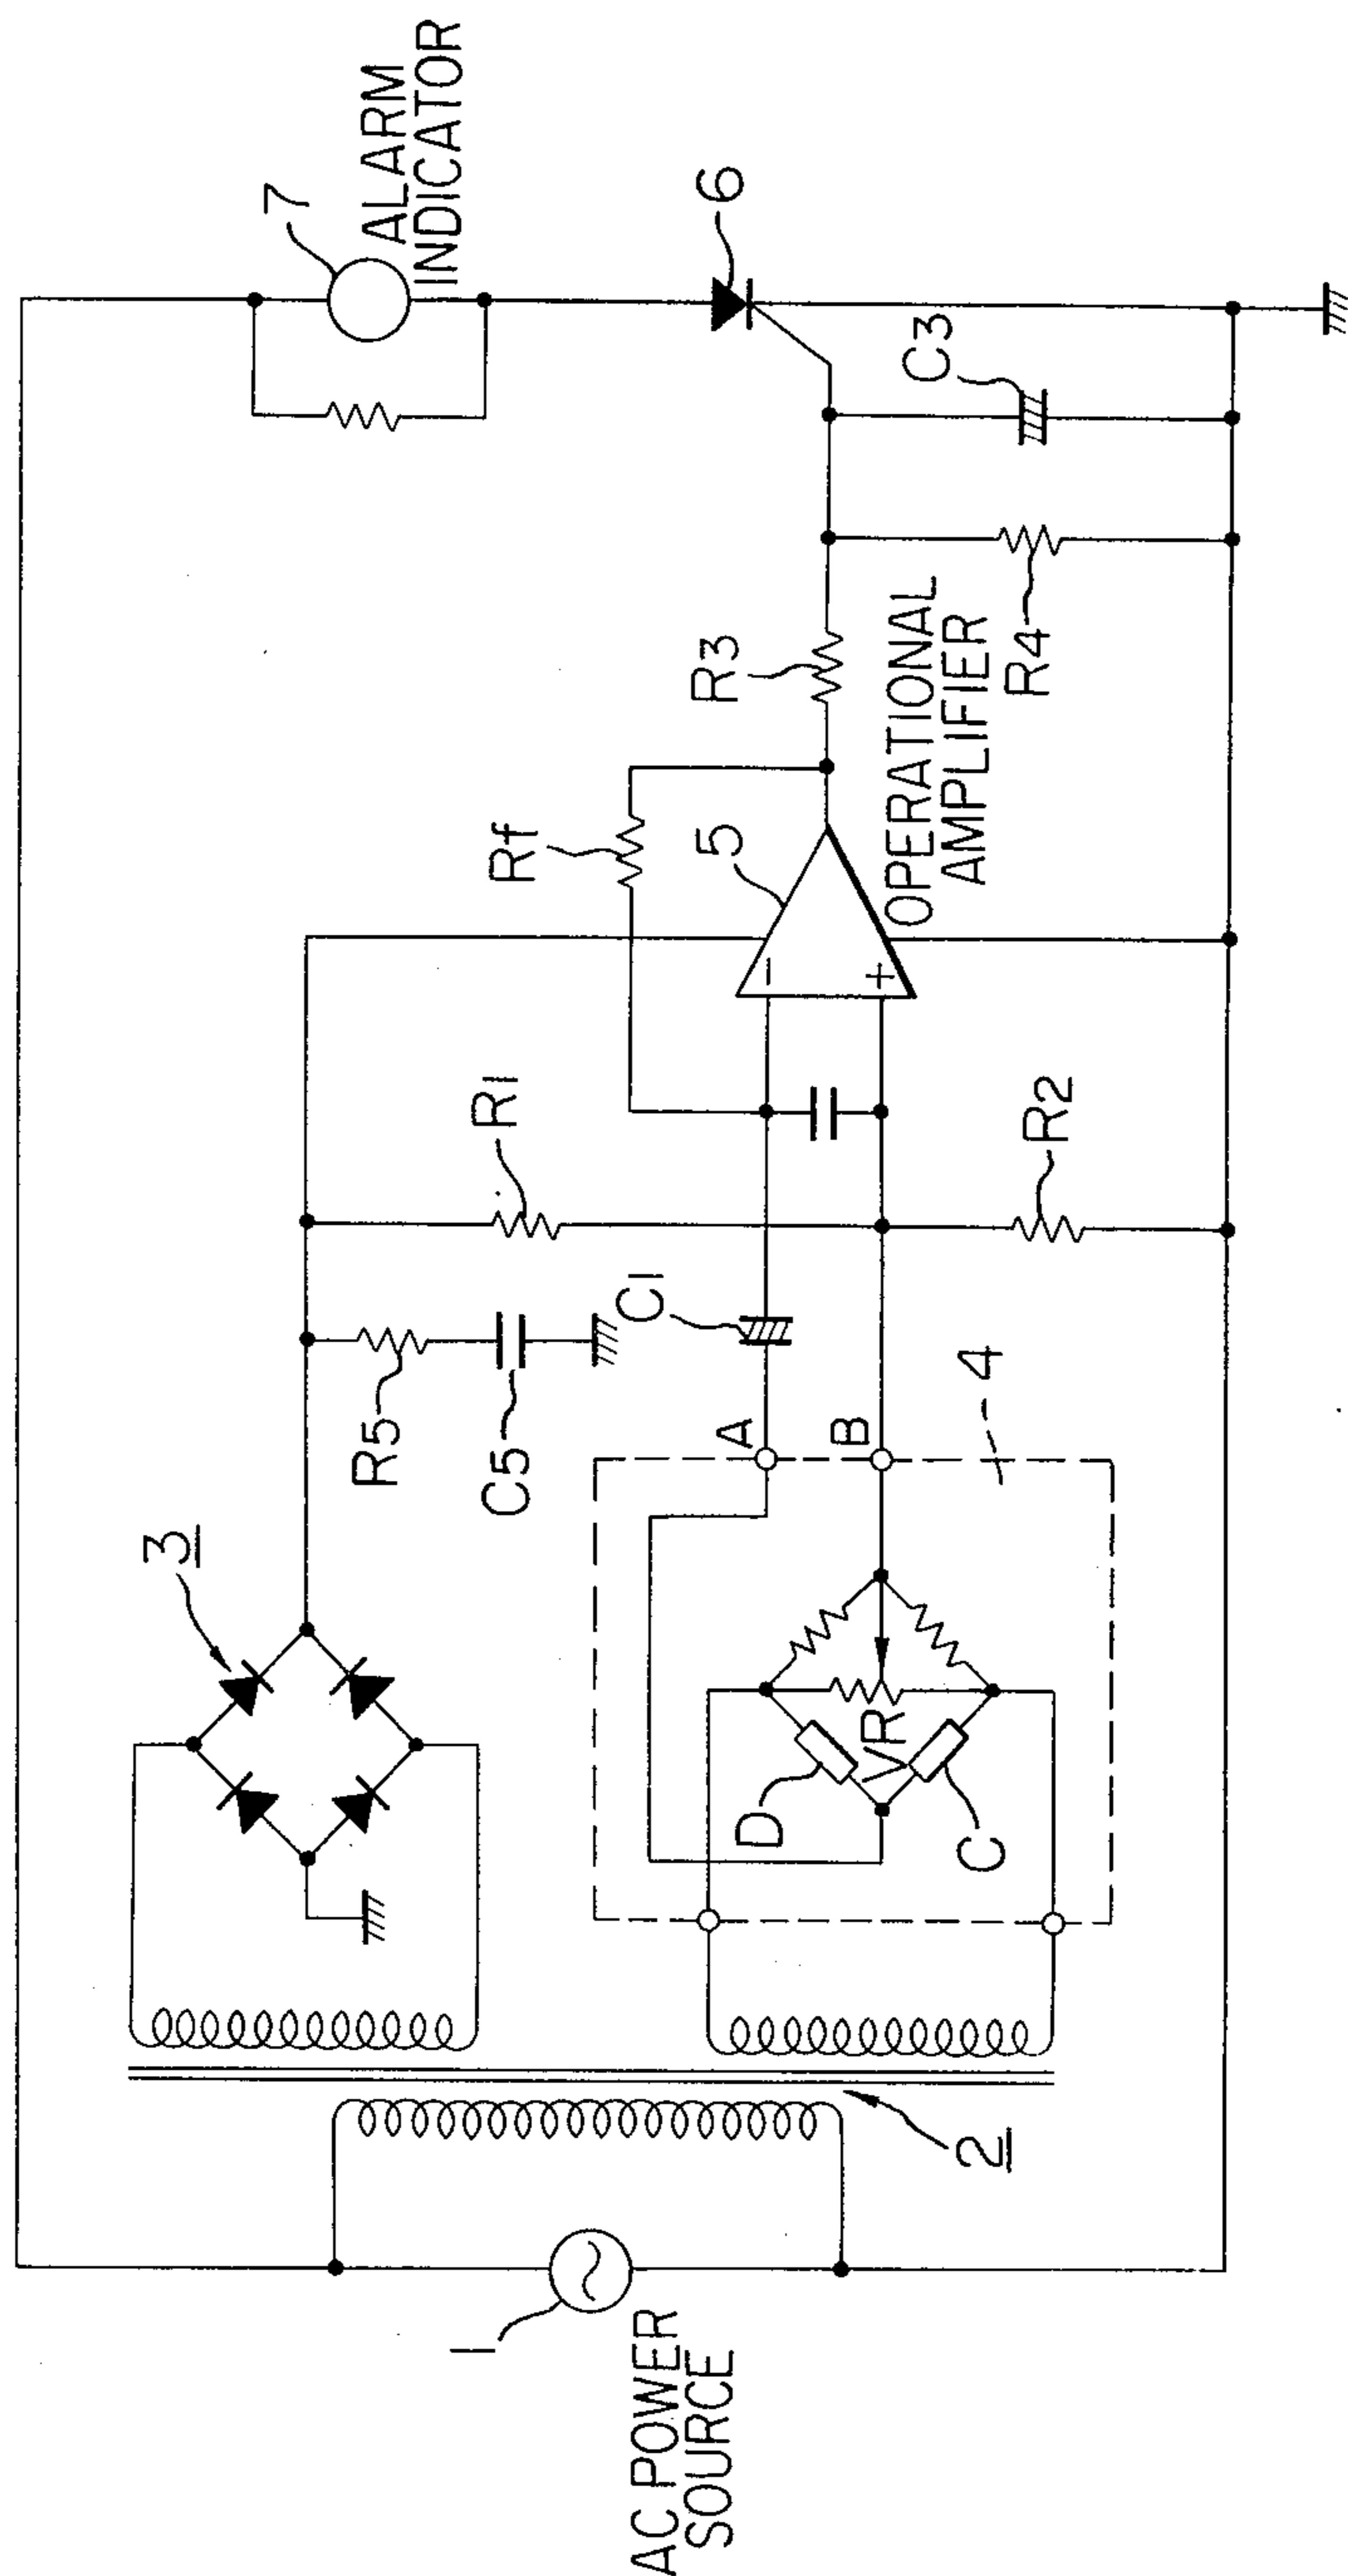 7
ALARM
INDICATOR
6
C3
R3
R4
OPERATIONAL
AMPLIFIER
Rf
5
−
+
R1
R2
C1
R5
C5
A
B
4
3
D
VR
C
2
1
AC POWER
SOURCE